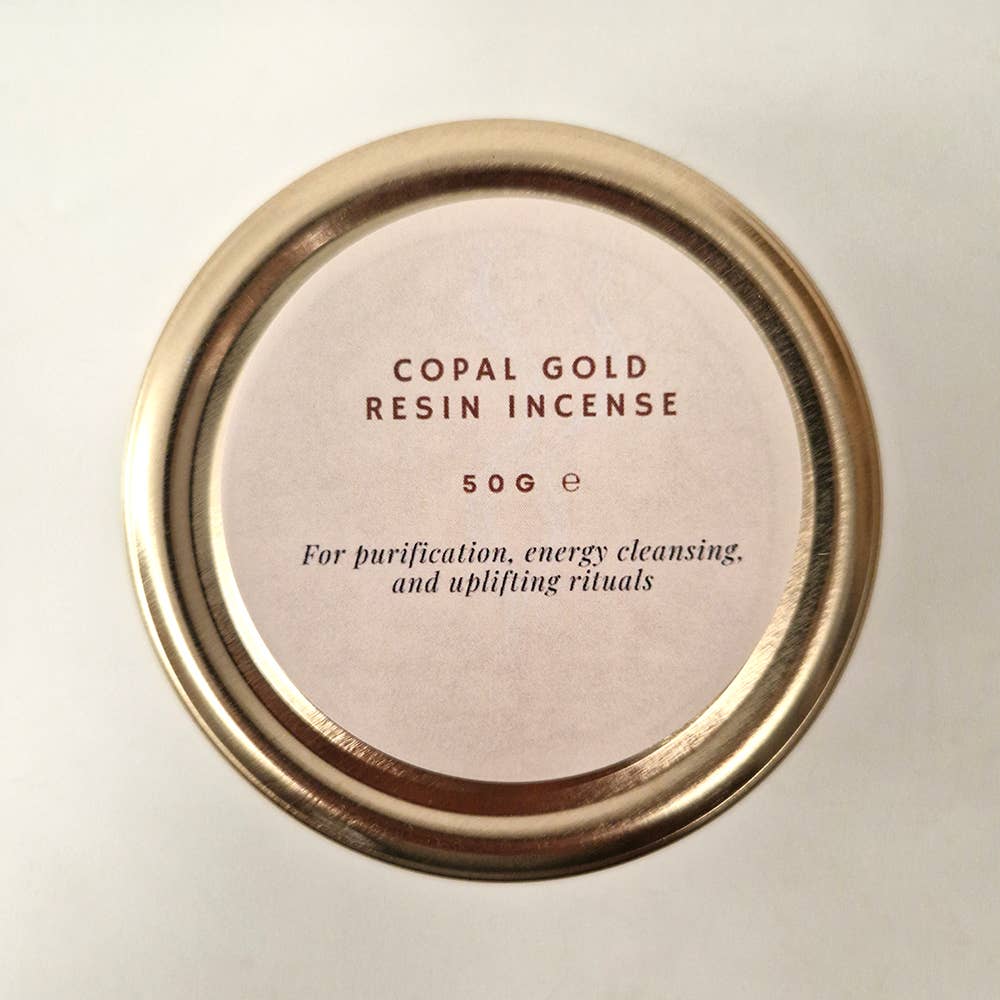 COPAL GOLD
RESIN INCENSE
50G ℮
For purification, energy cleansing,
and uplifting rituals